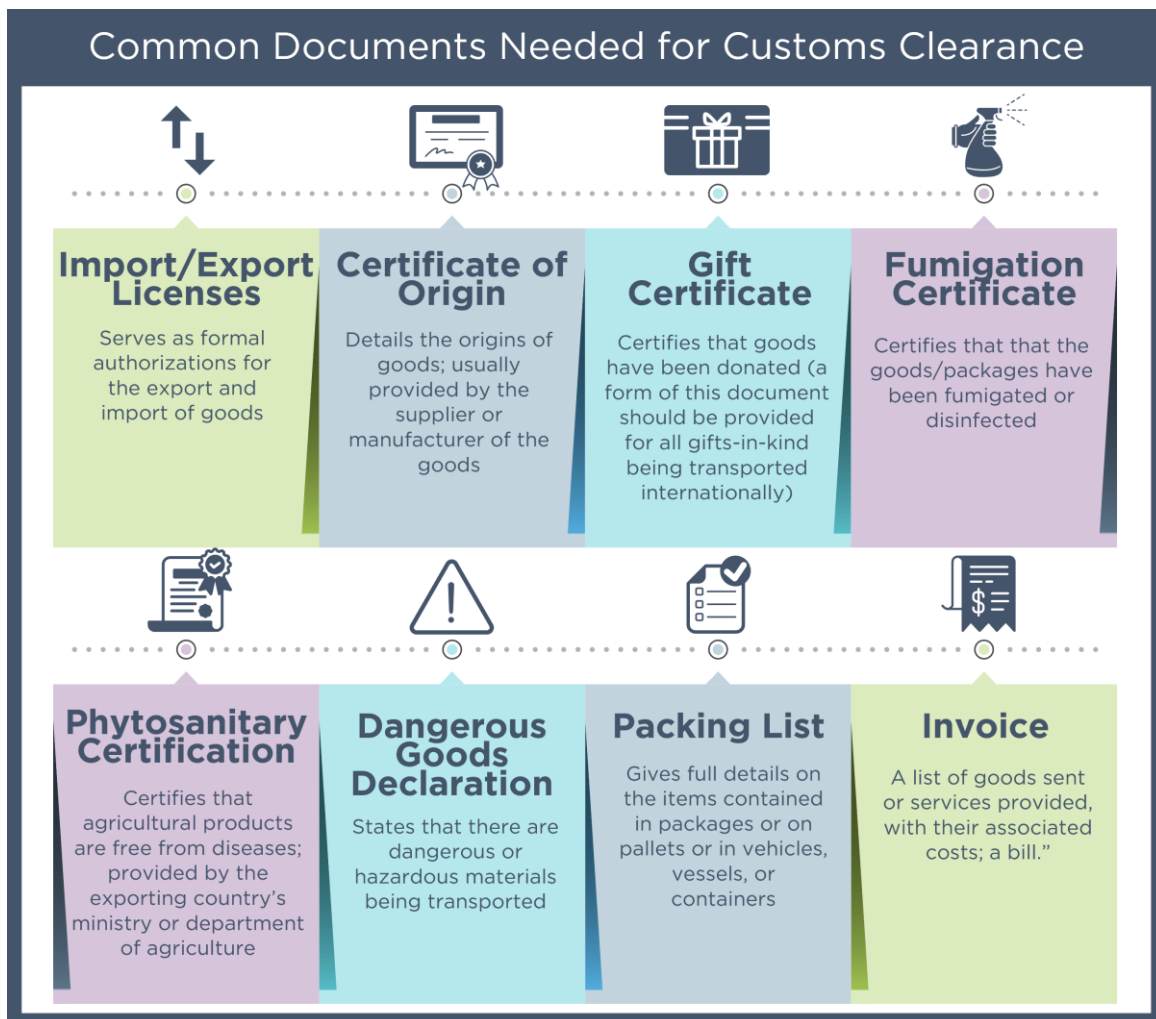 Common Documents Needed for Customs Clearance
Import/Export
Licenses
Serves as formal
authorizations for
the export and
import of goods
Certificate of
Origin
Details the origins of
goods; usually
provided by the
supplier or
manufacturer of the
goods
Gift
Certificate
Certifies that goods
have been donated (a
form of this document
should be provided
for all gifts-in-kind
being transported
internationally)
Fumigation
Certificate
Certifies that that the
goods/packages have
been fumigated or
disinfected
Phytosanitary
Certification
Certifies that
agricultural products
are free from diseases;
provided by the
exporting country's
ministry or department
of agriculture
Dangerous
Goods
Declaration
States that there are
dangerous or
hazardous materials
being transported
Packing List
Gives full details on
the items contained
in packages or on
pallets or in vehicles,
vessels, or
containers
Invoice
A list of goods sent
or services provided,
with their associated
costs; a bill.”
$